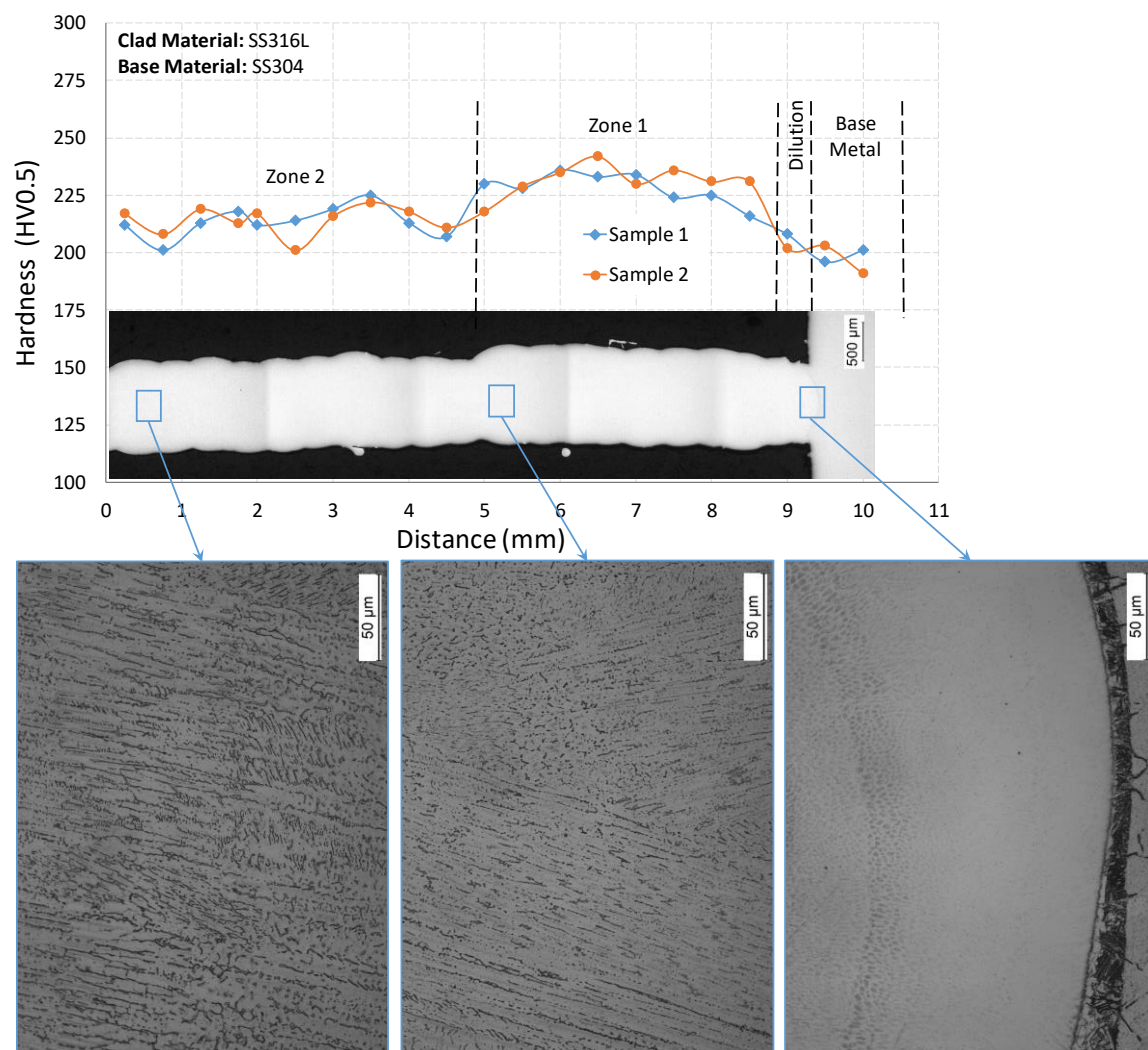 300
275
250
225
200
175
150
125
100
Hardness (HV0.5)
Clad Material: SS316L
Base Material: SS304
Zone 2
Zone 1
Dilution
Base
Metal
Sample 1
Sample 2
500 µm
0 1 2 3 4 5 6 7 8 9 10 11
Distance (mm)
50 µm
50 µm
50 µm